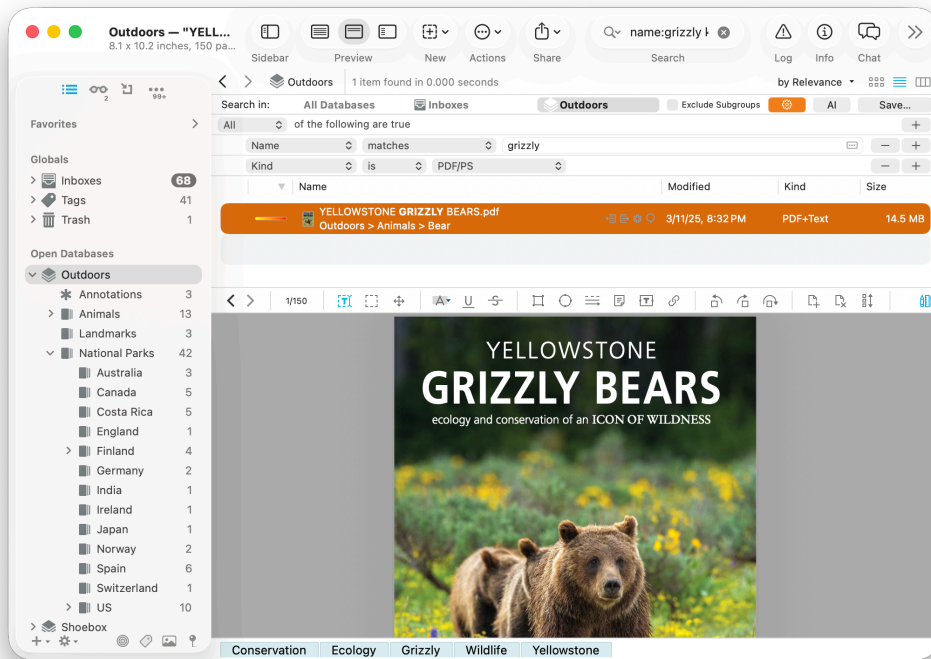 Outdoors — "YELL...
8.1 x 10.2 inches, 150 pa...
Sidebar
Preview
New
Actions
Share
name:grizzly
Search
Log
Info
Chat
Outdoors
1 item found in 0.000 seconds
by Relevance
Search in:
All Databases
Inboxes
Outdoors
Exclude Subgroups
AI
Save...
All
of the following are true
Name
matches
grizzly
Kind
is
PDF/PS
Name
Modified
Kind
Size
YELLOWSTONE GRIZZLY BEARS.pdf
Outdoors > Animals > Bear
3/11/25, 8:32 PM
PDF+Text
14.5 MB
1/150
2
99+
Favorites
Globals
Inboxes 68
Tags 41
Trash 1
Open Databases
Outdoors
Annotations 3
Animals 13
Landmarks 3
National Parks 42
Australia 3
Canada 5
Costa Rica 5
England 1
Finland 4
Germany 2
India 1
Ireland 1
Japan 1
Norway 2
Spain 6
Switzerland 1
US 10
Shoebox
YELLOWSTONE
GRIZZLY BEARS
ecology and conservation of an ICON OF WILDNESS
Conservation
Ecology
Grizzly
Wildlife
Yellowstone